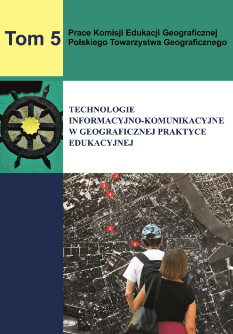 Tom 5
Prace Komisji Edukacji Geograficznej
Polskiego Towarzystwa Geograficznego
TECHNOLOGIE
INFORMACYJNO-KOMUNIKACYJNE
W GEOGRAFICZNEJ PRAKTYCE
EDUKACYJNEJ